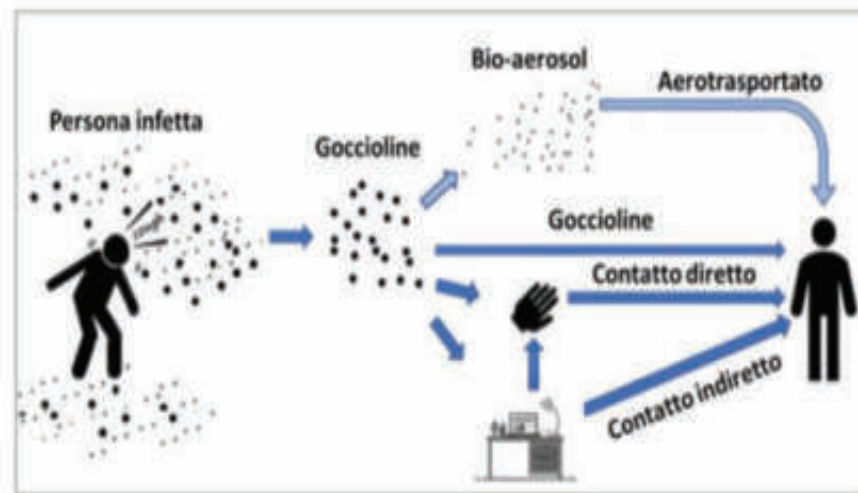 Persona infetta
Goccioline
Bio-aerosol
Aerotrasportato
Goccioline
Contatto diretto
Contatto indiretto